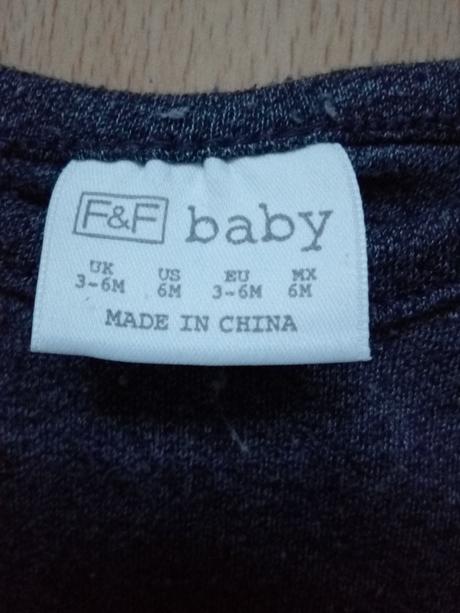 F&F baby
UK US EU MX
3-6M 6M 3-6M 6M
MADE IN CHINA